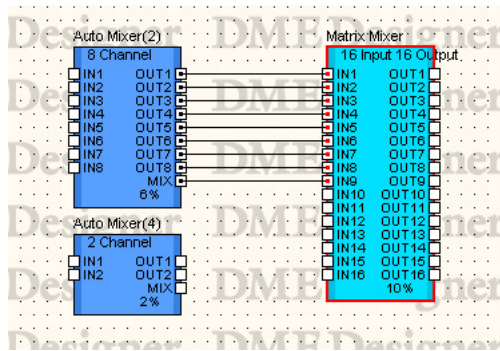 Auto Mixer(2)
8 Channel
IN1 OUT1
IN2 OUT2
IN3 OUT3
IN4 OUT4
IN5 OUT5
IN6 OUT6
IN7 OUT7
IN8 OUT8
MIX
6%
Auto Mixer(4)
2 Channel
IN1 OUT1
IN2 OUT2
MIX
2%
Matrix Mixer
16 Input 16 Output
IN1 OUT1
IN2 OUT2
IN3 OUT3
IN4 OUT4
IN5 OUT5
IN6 OUT6
IN7 OUT7
IN8 OUT8
IN9 OUT9
IN10 OUT10
IN11 OUT11
IN12 OUT12
IN13 OUT13
IN14 OUT14
IN15 OUT15
IN16 OUT16
10%
DME Designer